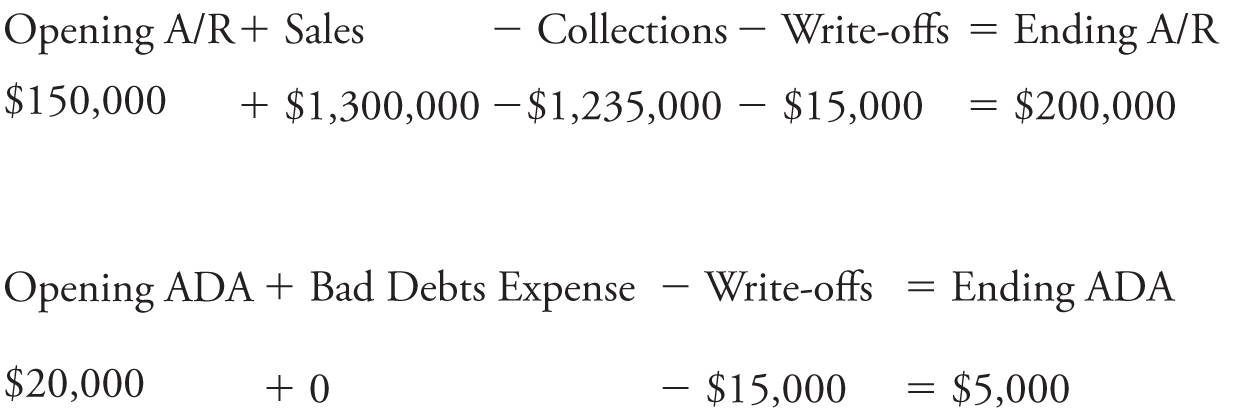 Opening A/R + Sales − Collections − Write-offs = Ending A/R
$150,000 + $1,300,000 − $1,235,000 − $15,000 = $200,000
Opening ADA + Bad Debts Expense − Write-offs = Ending ADA
$20,000 + 0 − $15,000 = $5,000